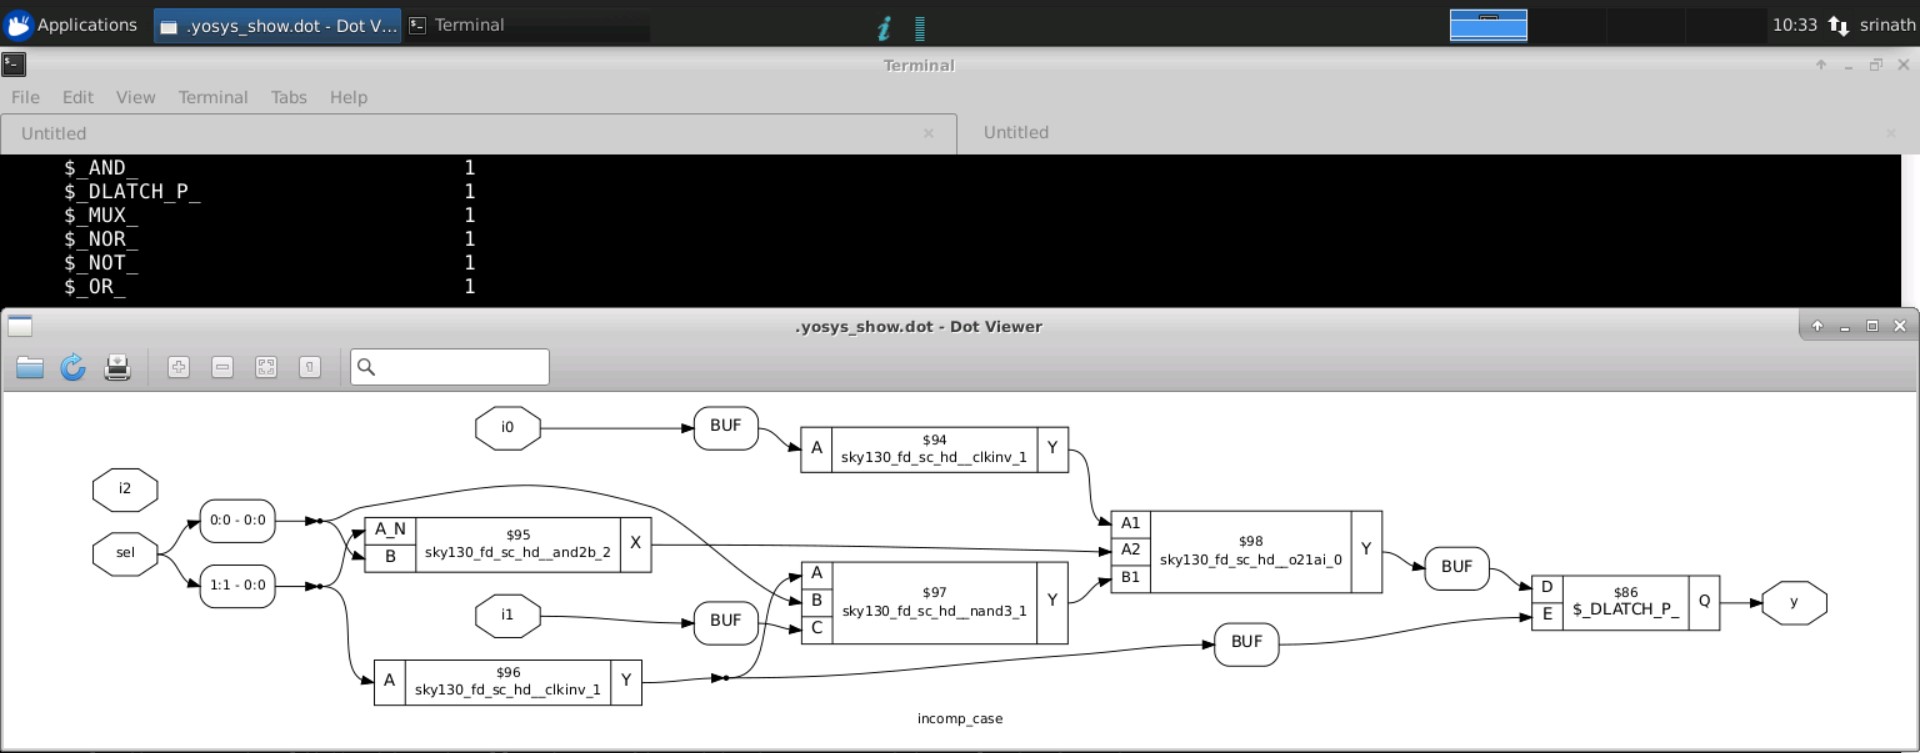 Applications .yosys_show.dot - Dot V... Terminal 10:33 srinath
Terminal
File Edit View Terminal Tabs Help
Untitled Untitled
$_AND_ 1
$_DLATCH_P_ 1
$_MUX_ 1
$_NOR_ 1
$_NOT_ 1
$_OR_ 1
.yosys_show.dot - Dot Viewer
i0
BUF
A $94 Y
sky130_fd_sc_hd__clkinv_1
i2
sel
0:0 - 0:0
1:1 - 0:0
A_N
B
$95
sky130_fd_sc_hd__and2b_2
X
i1
BUF
A
B
C
$97
sky130_fd_sc_hd__nand3_1
Y
A $96 Y
sky130_fd_sc_hd__clkinv_1
A1
A2
B1
$98
sky130_fd_sc_hd__o21ai_0
Y
BUF
BUF
D
E
$86
$_DLATCH_P_
Q
y
incomp_case